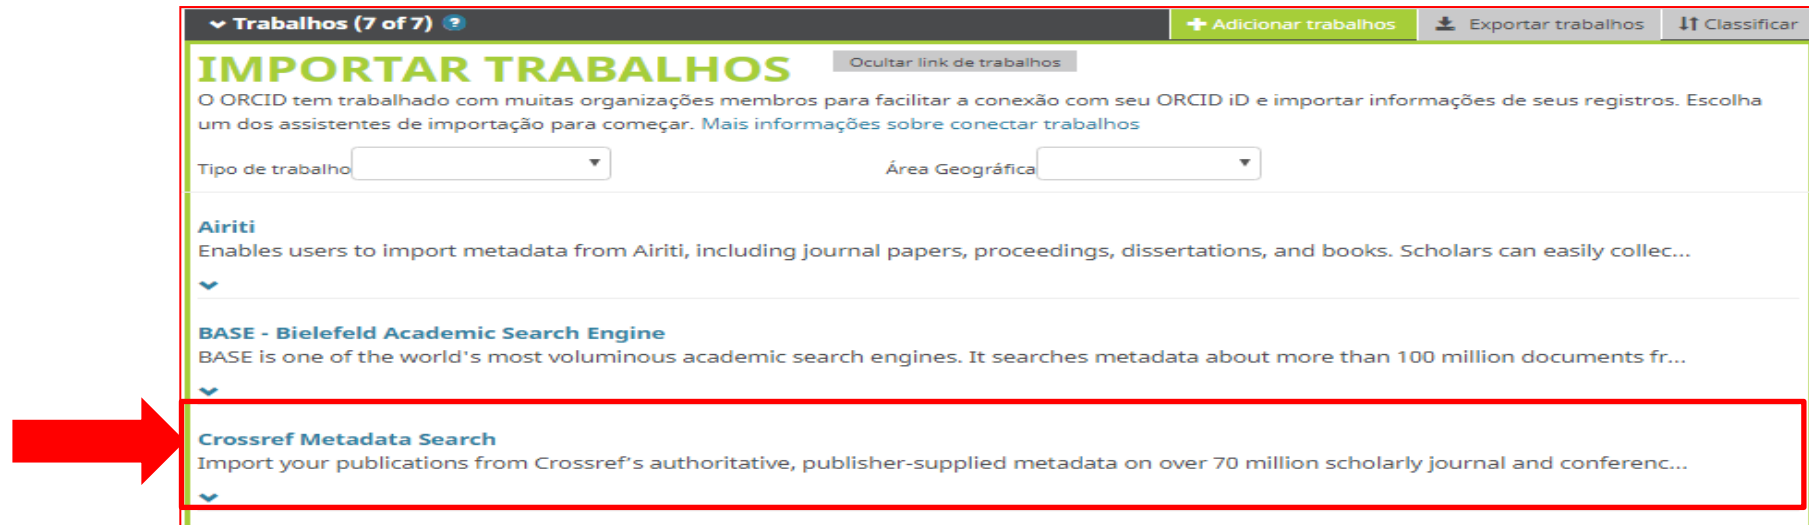 Trabalhos (7 of 7) ?
Adicionar trabalhos
Exportar trabalhos
Classificar
IMPORTAR TRABALHOS
Ocultar link de trabalhos
O ORCID tem trabalhado com muitas organizações membros para facilitar a conexão com seu ORCID iD e importar informações de seus registros. Escolha
um dos assistentes de importação para começar. Mais informações sobre conectar trabalhos
Tipo de trabalho
Área Geográfica
Airiti
Enables users to import metadata from Airiti, including journal papers, proceedings, dissertations, and books. Scholars can easily collec...
BASE - Bielefeld Academic Search Engine
BASE is one of the world's most voluminous academic search engines. It searches metadata about more than 100 million documents fr...
Crossref Metadata Search
Import your publications from Crossref’s authoritative, publisher-supplied metadata on over 70 million scholarly journal and conferenc...